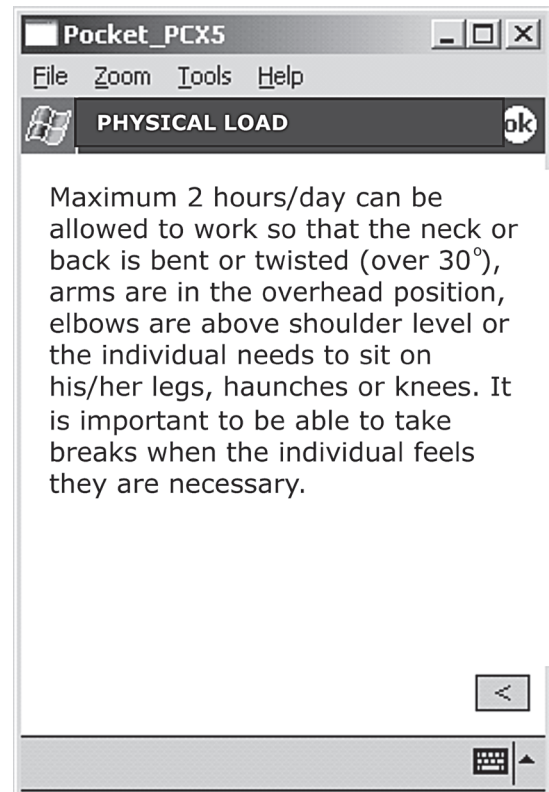 Pocket_PCX5
File Zoom Tools Help
PHYSICAL LOAD
ok
Maximum 2 hours/day can be
allowed to work so that the neck or
back is bent or twisted (over 30°),
arms are in the overhead position,
elbows are above shoulder level or
the individual needs to sit on
his/her legs, haunches or knees. It
is important to be able to take
breaks when the individual feels
they are necessary.
<